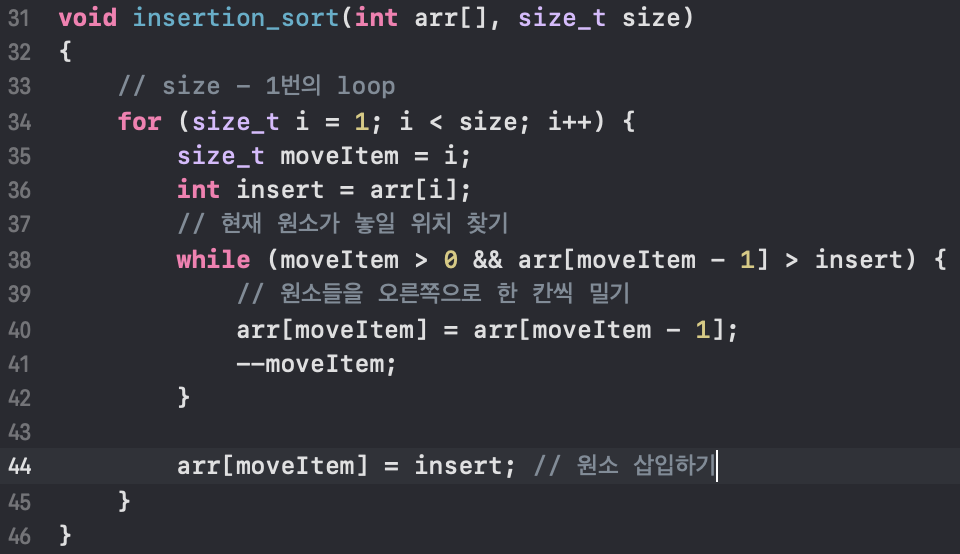 31 void insertion_sort(int arr[], size_t size)
32 {
33     // size - 1번의 loop
34     for (size_t i = 1; i < size; i++) {
35         size_t moveItem = i;
36         int insert = arr[i];
37         // 현재 원소가 놓일 위치 찾기
38         while (moveItem > 0 && arr[moveItem - 1] > insert) {
39             // 원소들을 오른쪽으로 한 칸씩 밀기
40             arr[moveItem] = arr[moveItem - 1];
41             --moveItem;
42         }
43
44         arr[moveItem] = insert; // 원소 삽입하기
45     }
46 }